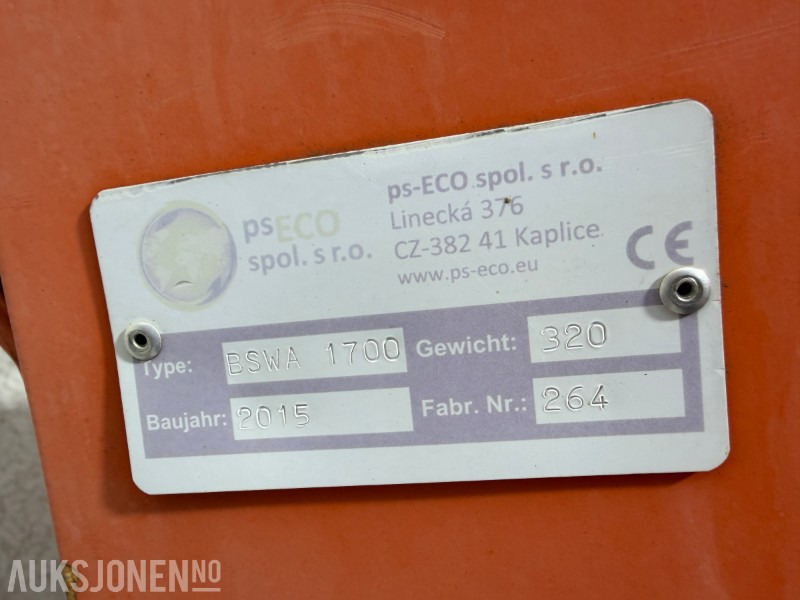 psECO
spol. s r.o.
ps-ECO spol. s r.o.
Linecká 376
CZ-382 41 Kaplice
www.ps-eco.eu
CE
Type: BSWA 1700 Gewicht: 320
Baujahr: 2015 Fabr. Nr.: 264
AUKSJONEN.NO